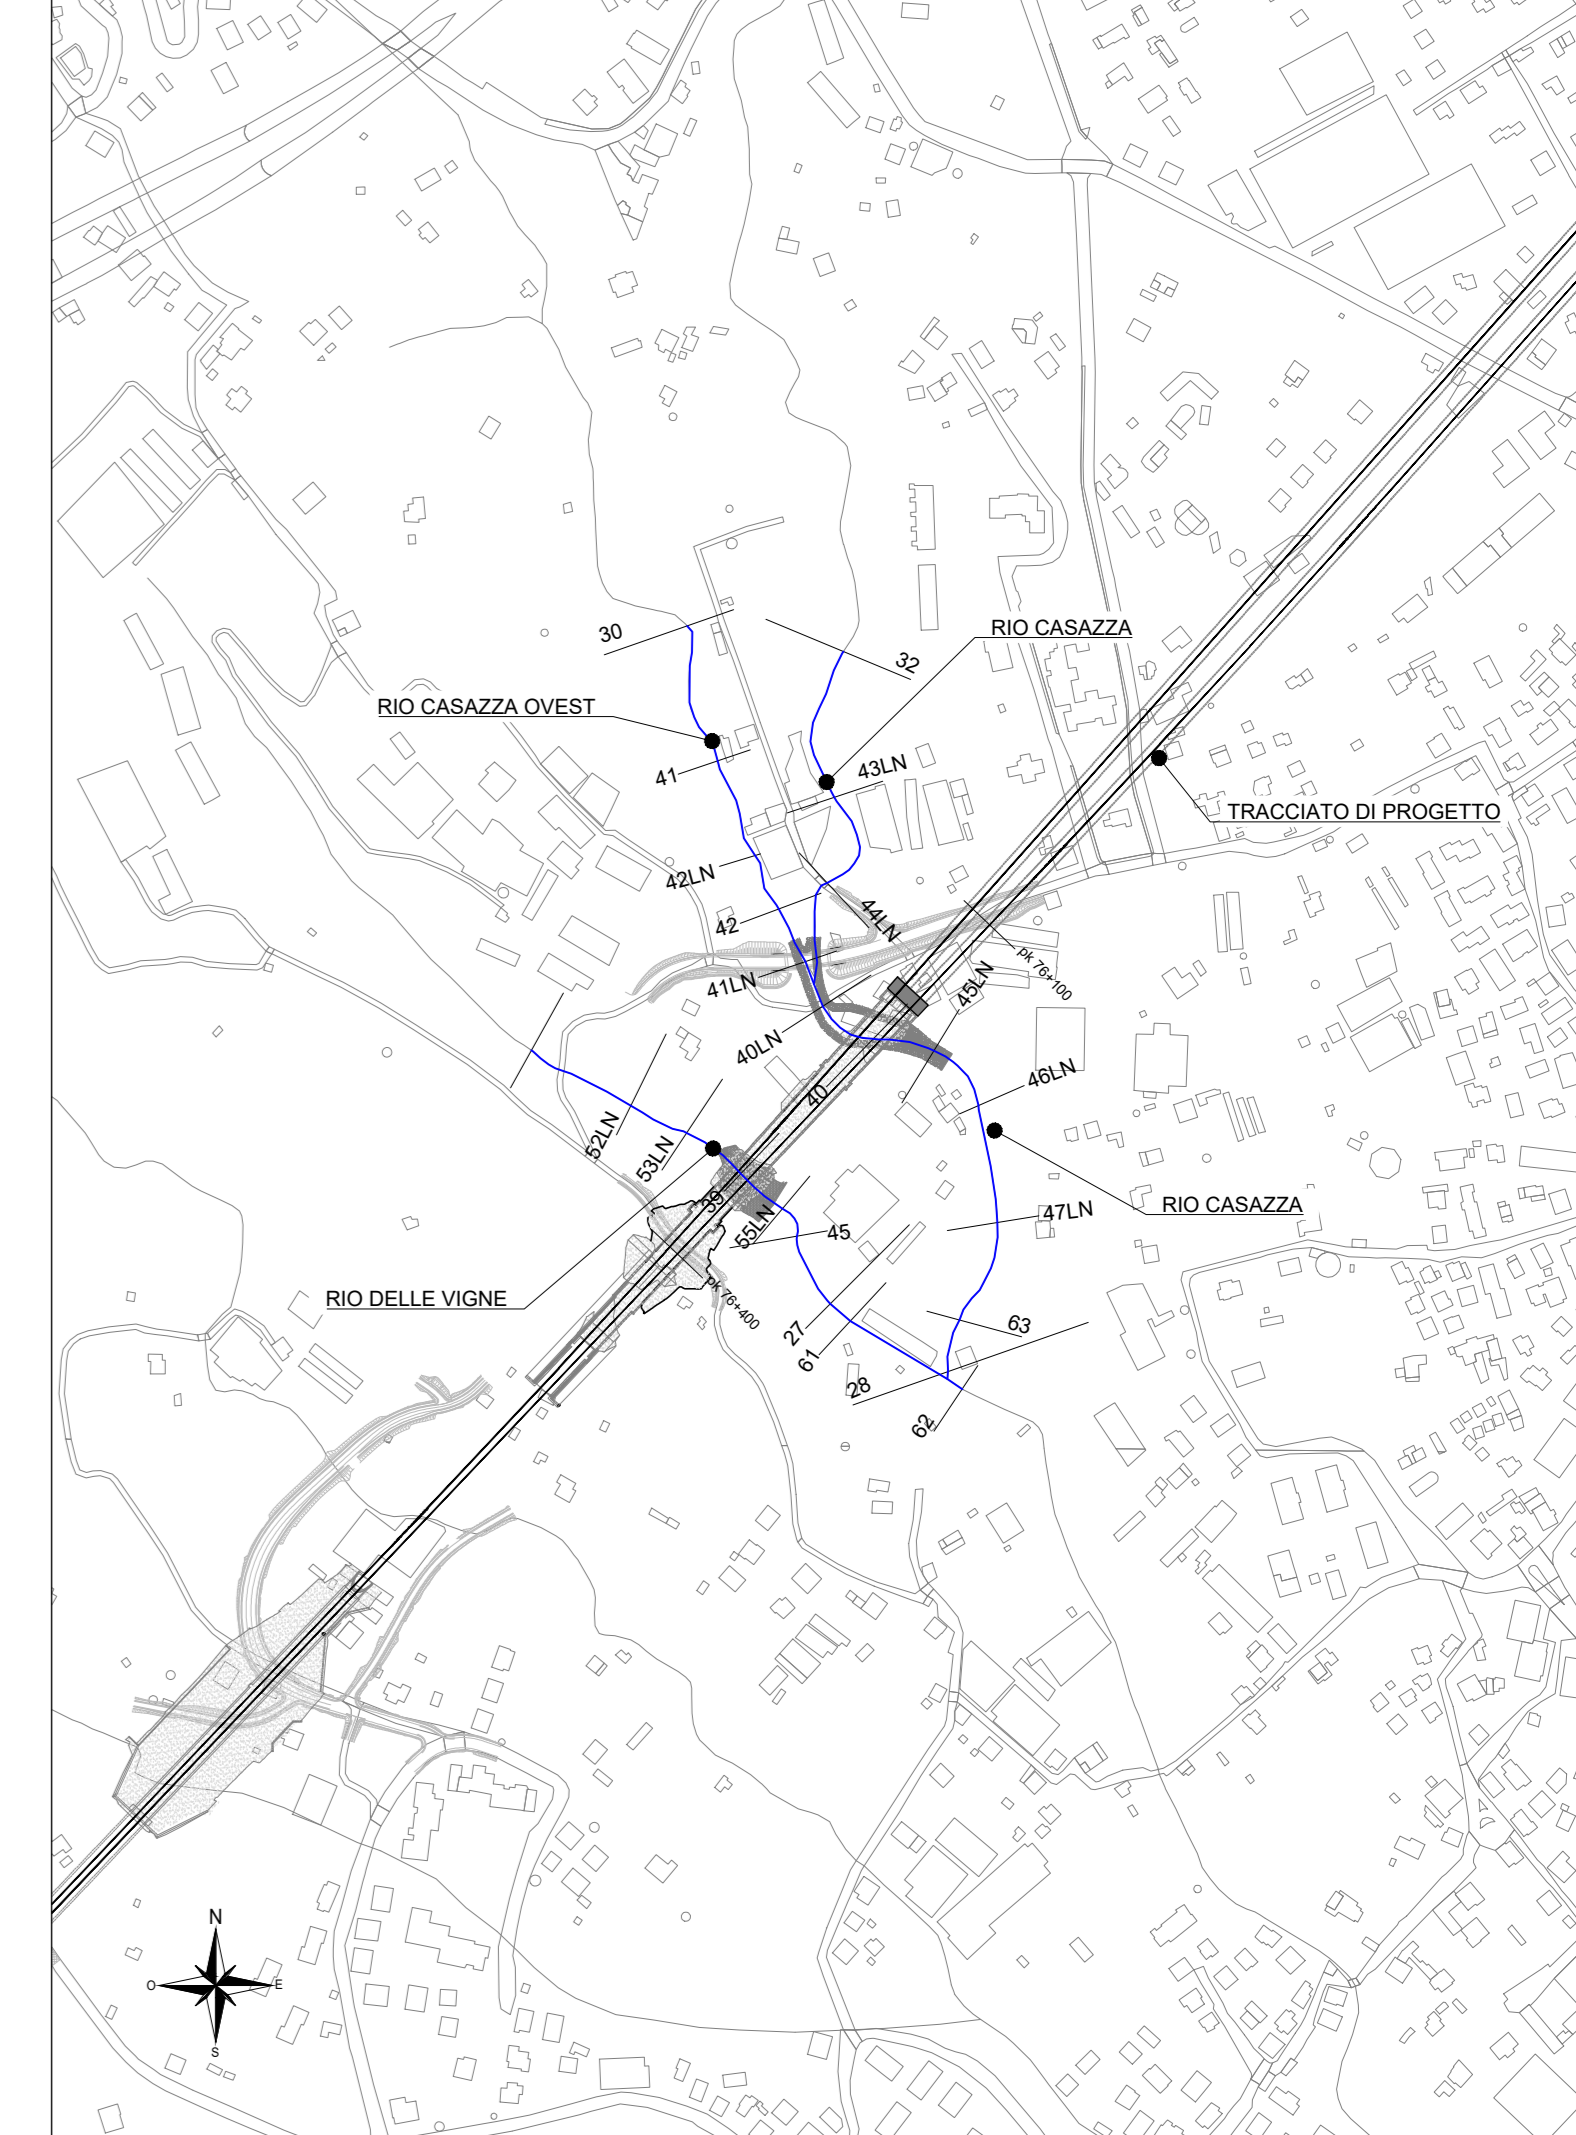 30
RIO CASAZZA
32
RIO CASAZZA OVEST
41
43LN
TRACCIATO DI PROGETTO
42LN
42
44LN
41LN
pk 76+100
45LN
40LN
46LN
40
52LN
53LN
39
55LN
45
47LN
RIO CASAZZA
RIO DELLE VIGNE
pk 76+400
27
61
63
28
62
N
O
E
S